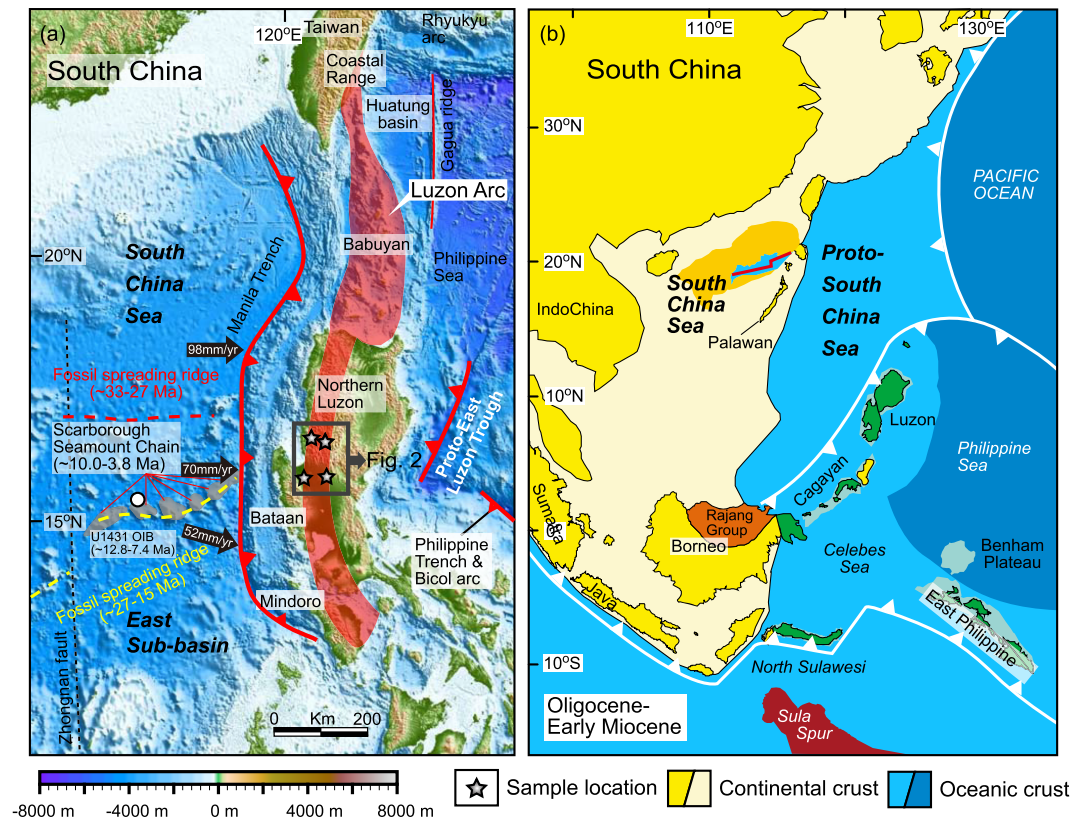 (a)
120°E
Taiwan
Rhyukyu
arc
South China
Coastal
Range
Huatung
basin
Gagua ridge
Luzon Arc
Babuyan
20°N
South
China
Sea
Manila Trench
Philippine
Sea
98mm/yr
Fossil spreading ridge
(~33-27 Ma)
Northern
Luzon
Scarborough
Seamount Chain
(~10.0-3.8 Ma)
70mm/yr
Fig. 2
Proto-East
Luzon Trough
15°N
U1431 OIB
(~12.8-7.4 Ma)
52mm/yr
Bataan
Philippine
Trench &
Bicol arc
Fossil spreading ridge
(~27-15 Ma)
Mindoro
East
Sub-basin
Zhongnan fault
0 Km 200
(b)
110°E
130°E
South China
30°N
PACIFIC
OCEAN
20°N
Proto-
South
China
Sea
South
China
Sea
IndoChina
Palawan
10°N
Luzon
Philippine
Sea
Cagayan
Sumatra
0°
Rajang
Group
Borneo
Celebes
Sea
Benham
Plateau
Java
East Philippine
10°S
North Sulawesi
Oligocene-
Early Miocene
Sula
Spur
-8000 m -4000 m 0 m 4000 m 8000 m
Sample location
Continental crust
Oceanic crust